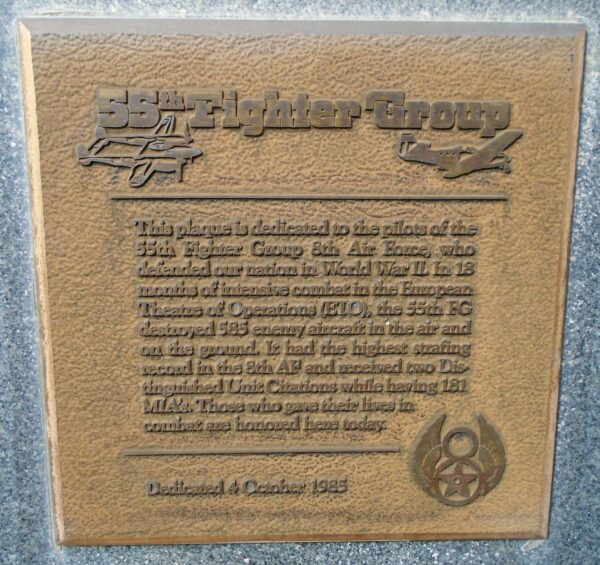 55th Fighter Group
This plaque is dedicated to the pilots of the
55th Fighter Group 8th Air Force, who
defended our nation in World War II. in 18
months of intensive combat in the European
Theatre of Operations (ETO), the 55th FG
destroyed 585 enemy aircraft in the air and
on the ground. It had the highest strafing
record in the 8th AF and received two Dis-
tinguished Unit Citations while having 181
MIA's. Those who gave their lives in
combat are honored here today.
Dedicated 4 October 1985
8